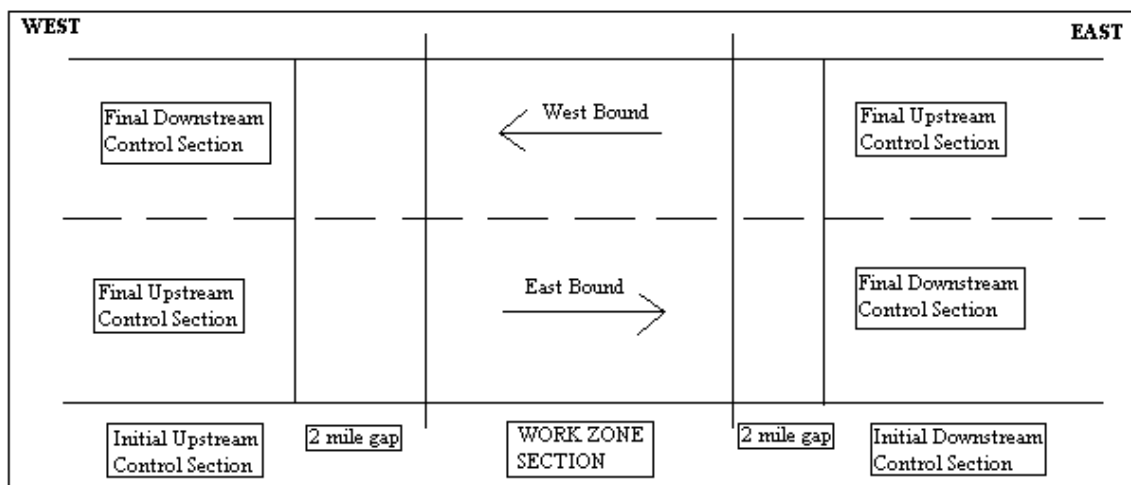 WEST
EAST
Final Downstream
Control Section
West Bound
Final Upstream
Control Section
Final Upstream
Control Section
East Bound
Final Downstream
Control Section
Initial Upstream
Control Section
2 mile gap
WORK ZONE
SECTION
2 mile gap
Initial Downstream
Control Section